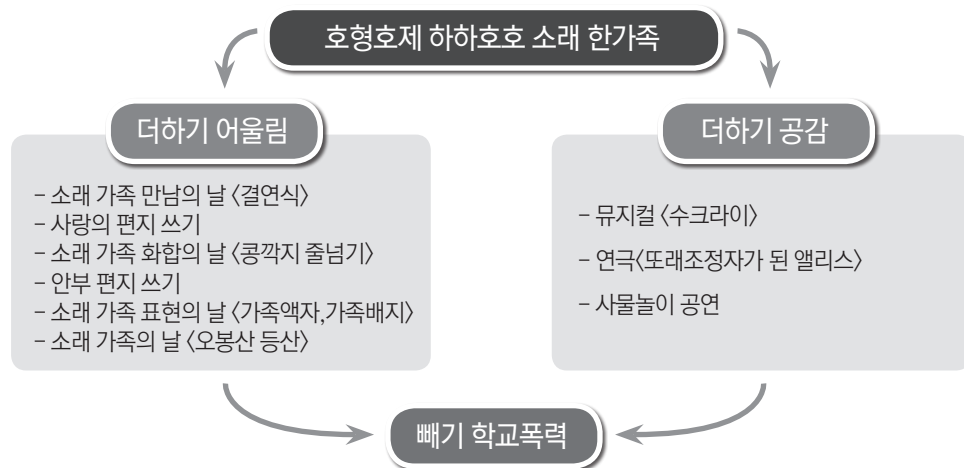 호형호제 하하호호 소래 한가족
더하기 어울림
- 소래 가족 만남의 날 〈결연식〉
- 사랑의 편지 쓰기
- 소래 가족 화합의 날 〈콩깍지 줄넘기〉
- 안부 편지 쓰기
- 소래 가족 표현의 날 〈가족액자,가족배지〉
- 소래 가족의 날 〈오봉산 등산〉
더하기 공감
- 뮤지컬 〈수크라이〉
- 연극〈또래조정자가 된 앨리스〉
- 사물놀이 공연
빼기 학교폭력